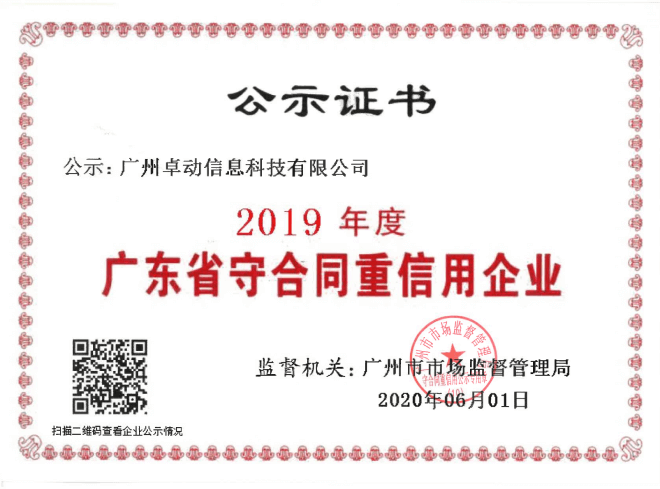 公示证书
公示：广州卓动信息科技有限公司
2019 年度
广东省守合同重信用企业
监督机关：广州市市场监督管理局
2020年06月01日
广州市市场监督管理局
守合同重信用公示专用章
扫描二维码查看企业公示情况